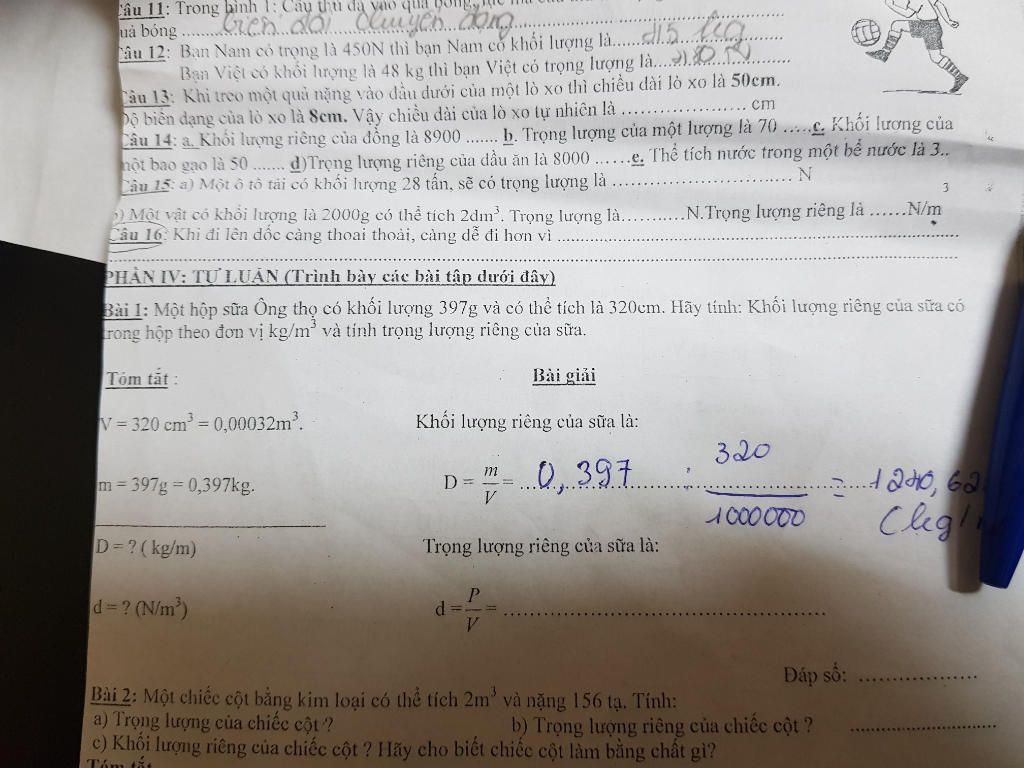 Câu 11: Trong hình 1: Cầu thủ đá vào quả bóng, lực
quả bóng ..... biến đổi chuyển động
Câu 12: Bạn Nam có trọng là 450N thì bạn Nam có khối lượng là....... kg
Bạn Việt có khối lượng là 48 kg thì bạn Việt có trọng lượng là.......
Câu 13: Khi treo một quả nặng vào đầu dưới của một lò xo thì chiều dài lò xo là 50cm.
Độ biến dạng của lò xo là 8cm. Vậy chiều dài của lò xo tự nhiên là ........................ cm
Câu 14: a. Khối lượng riêng của đồng là 8900 ....... b. Trọng lượng của một lượng là 70 ..... c. Khối lượng của
một bao gạo là 50 ...... d)Trọng lượng riêng của dầu ăn là 8000 ...... e. Thể tích nước trong một bể nước là 3..
Câu 15: a) Một ô tô tải có khối lượng 28 tấn, sẽ có trọng lượng là ................................... N
b) Một vật có khối lượng là 2000g có thể tích 2dm³. Trọng lượng là...........N.Trọng lượng riêng là ......N/m 3
Câu 16: Khi đi lên dốc càng thoai thoải, càng dễ đi hơn vì ........................................
PHẦN IV: TỰ LUẬN (Trình bày các bài tập dưới đây)
Bài 1: Một hộp sữa Ông thọ có khối lượng 397g và có thể tích là 320cm. Hãy tính: Khối lượng riêng của sữa có
trong hộp theo đơn vị kg/m³ và tính trọng lượng riêng của sữa.
Tóm tắt : Bài giải
V = 320 cm³ = 0,00032m³. Khối lượng riêng của sữa là:
m = 397g = 0,397kg. D = m/V = 0,397 : 320/1000000 = 1240,62
(kg/
D = ? ( kg/m) Trọng lượng riêng của sữa là:
d = ? (N/m³) d = P/V = ................................................
Đáp số: ...................
Bài 2: Một chiếc cột bằng kim loại có thể tích 2m³ và nặng 156 tạ. Tính:
a) Trọng lượng của chiếc cột ? b) Trọng lượng riêng của chiếc cột ? .......................
c) Khối lượng riêng của chiếc cột ? Hãy cho biết chiếc cột làm bằng chất gì?
Tóm tắt